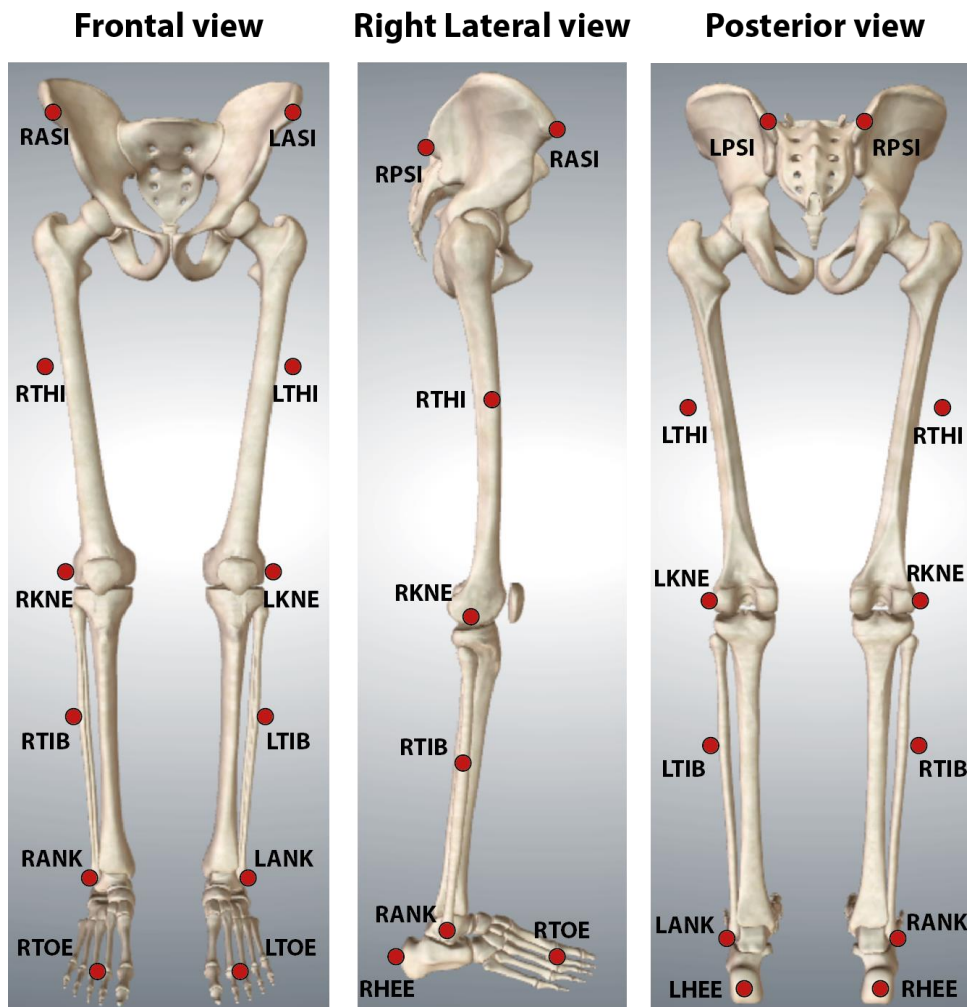 Frontal view
RASI
LASI
RTHI
LTHI
RKNE
LKNE
RTIB
LTIB
RANK
LANK
RTOE
LTOE
Right Lateral view
RPSI
RASI
RTHI
RKNE
RTIB
RANK
RTOE
RHEE
Posterior view
LPSI
RPSI
LTHI
RTHI
LKNE
RKNE
LTIB
RTIB
LANK
RANK
LHEE
RHEE